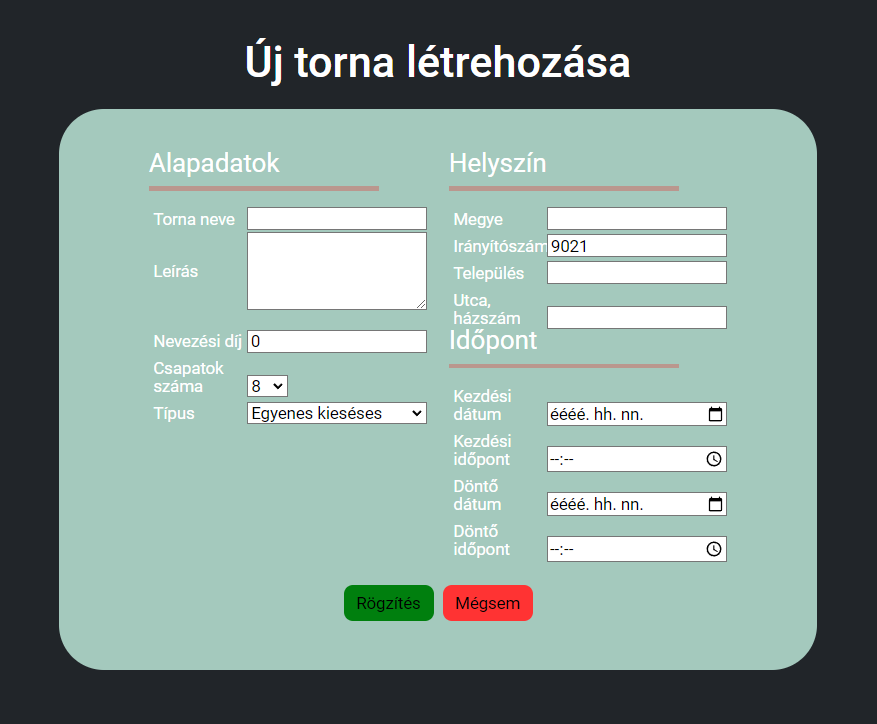 Új torna létrehozása
Alapadatok
Torna neve
Leírás
Nevezési díj 0
Csapatok
száma 8
Típus Egyenes kieséses
Helyszín
Megye
Irányítószám 9021
Település
Utca,
házszám
Időpont
Kezdési
dátum éééé. hh. nn.
Kezdési
időpont --:--
Döntő
dátum éééé. hh. nn.
Döntő
időpont --:--
Rögzítés Mégsem